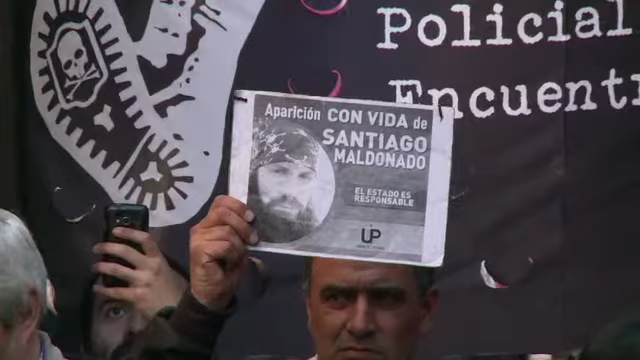 Policial
Encuent
Aparición CON VIDA de
SANTIAGO
MALDONADO
EL ESTADO ES
RESPONSABLE
UP